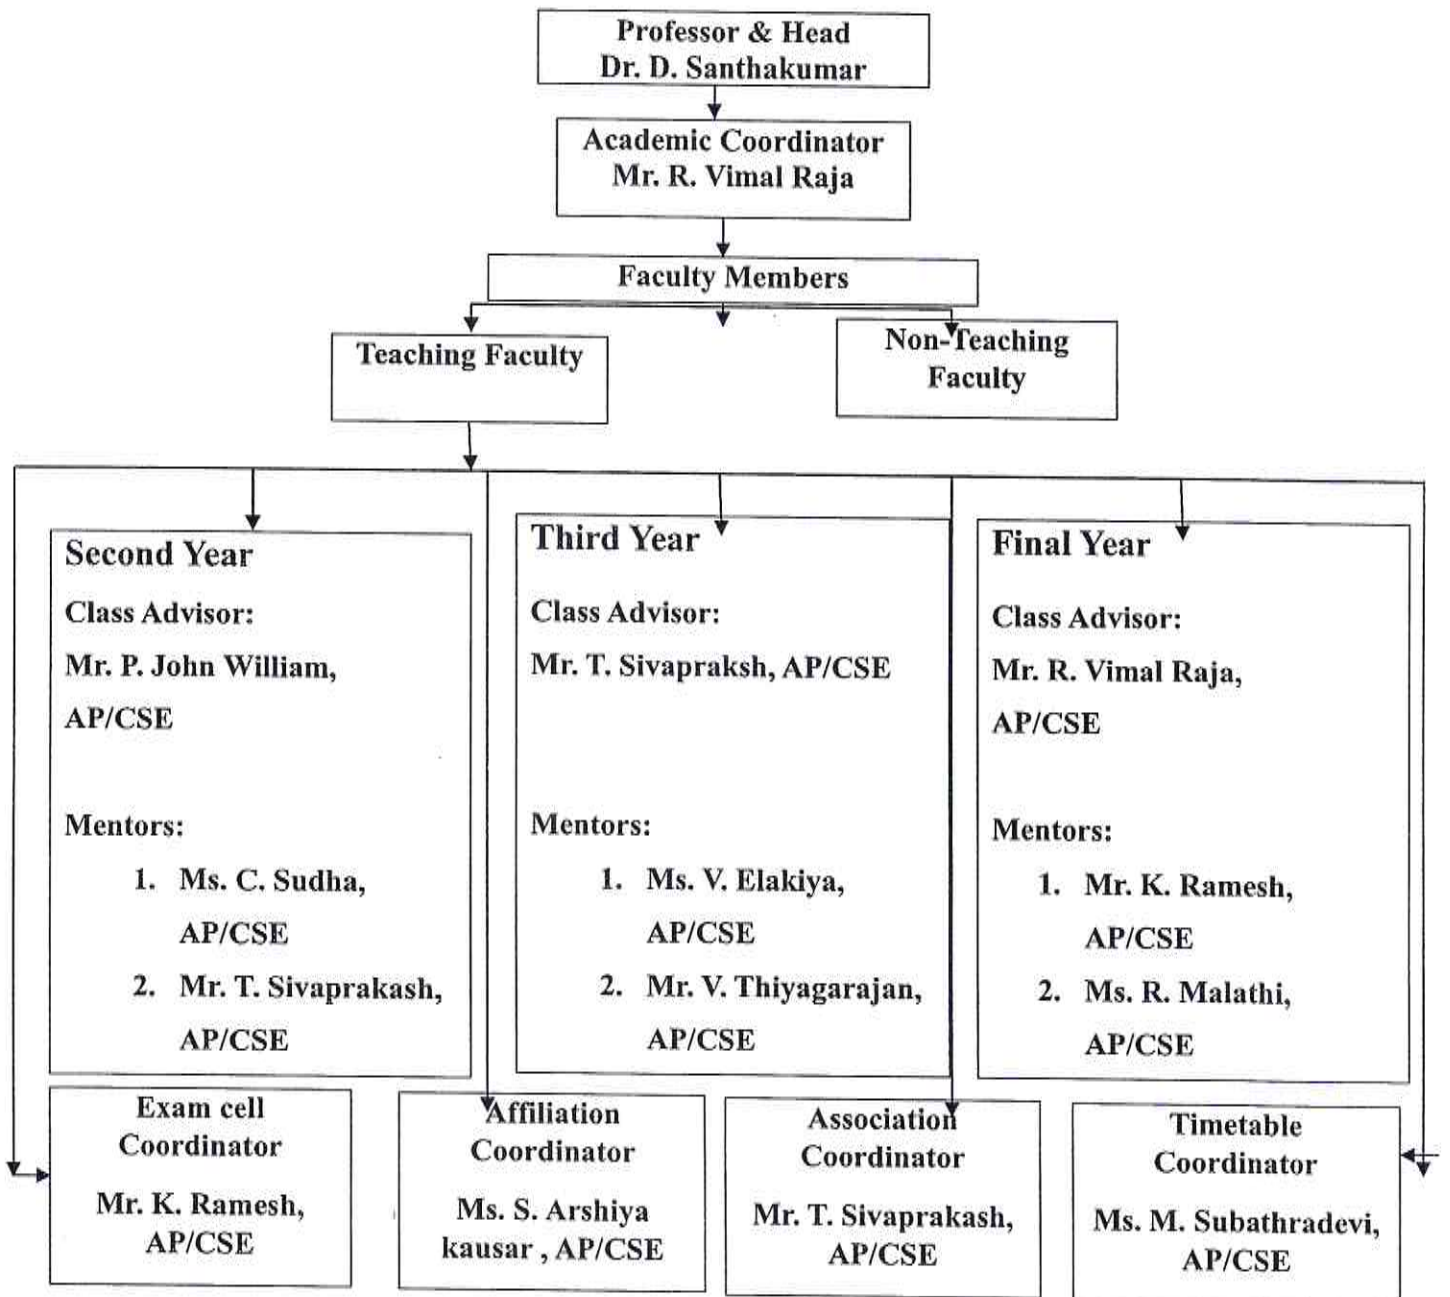 Professor & Head
Dr. D. Santhakumar
Academic Coordinator
Mr. R. Vimal Raja
Faculty Members
Teaching Faculty
Non-Teaching
Faculty
Second Year
Class Advisor:
Mr. P. John William,
AP/CSE
Mentors:
1. Ms. C. Sudha,
AP/CSE
2. Mr. T. Sivaprakash,
AP/CSE
Third Year
Class Advisor:
Mr. T. Sivapraksh, AP/CSE
Mentors:
1. Ms. V. Elakiya,
AP/CSE
2. Mr. V. Thiyagarajan,
AP/CSE
Final Year
Class Advisor:
Mr. R. Vimal Raja,
AP/CSE
Mentors:
1. Mr. K. Ramesh,
AP/CSE
2. Ms. R. Malathi,
AP/CSE
Exam cell
Coordinator
Mr. K. Ramesh,
AP/CSE
Affiliation
Coordinator
Ms. S. Arshiya
kausar , AP/CSE
Association
Coordinator
Mr. T. Sivaprakash,
AP/CSE
Timetable
Coordinator
Ms. M. Subathradevi,
AP/CSE